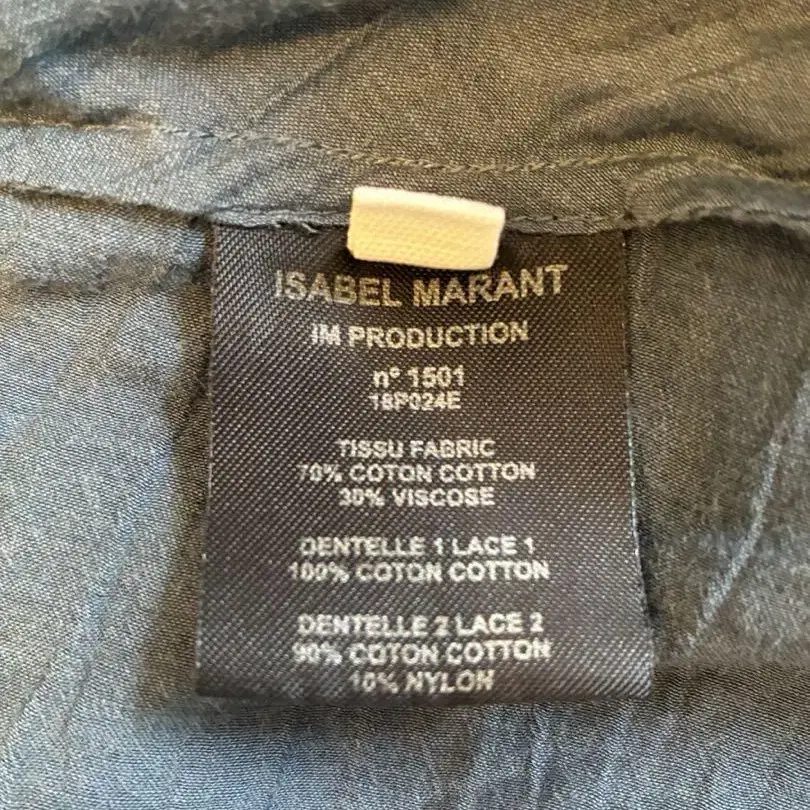 ISABEL MARANT
IM PRODUCTION
n° 1501
18P024E
TISSU FABRIC
70% COTON COTTON
30% VISCOSE
DENTELLE 1 LACE 1
100% COTON COTTON
DENTELLE 2 LACE 2
90% COTON COTTON
10% NYLON